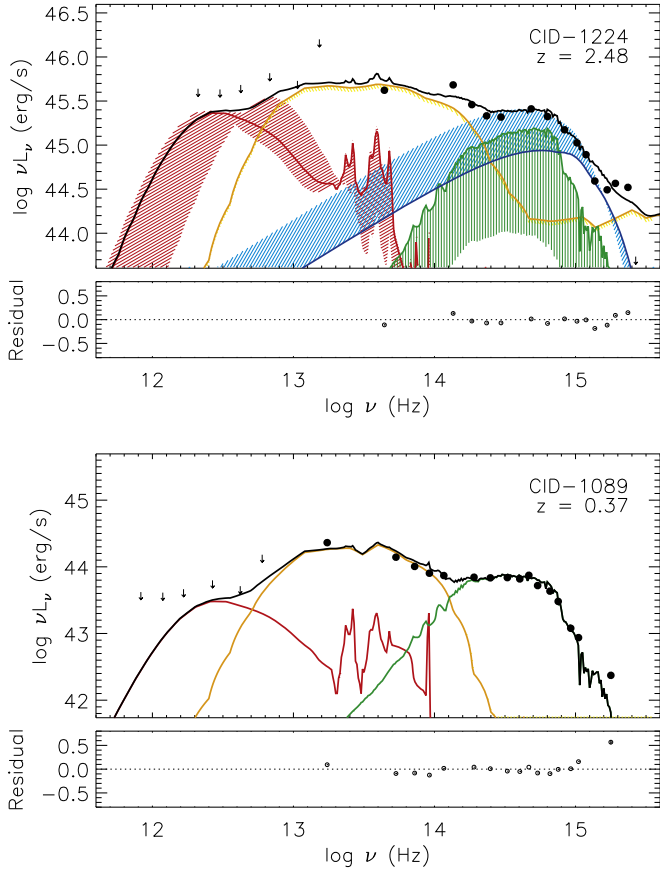 46.5
46.0
45.5
45.0
44.5
44.0
log νLν (erg/s)
CID−1224
z = 2.48
0.5
0.0
−0.5
Residual
12 13 14 15
log ν (Hz)
45
44
43
42
log νLν (erg/s)
CID−1089
z = 0.37
0.5
0.0
−0.5
Residual
12 13 14 15
log ν (Hz)